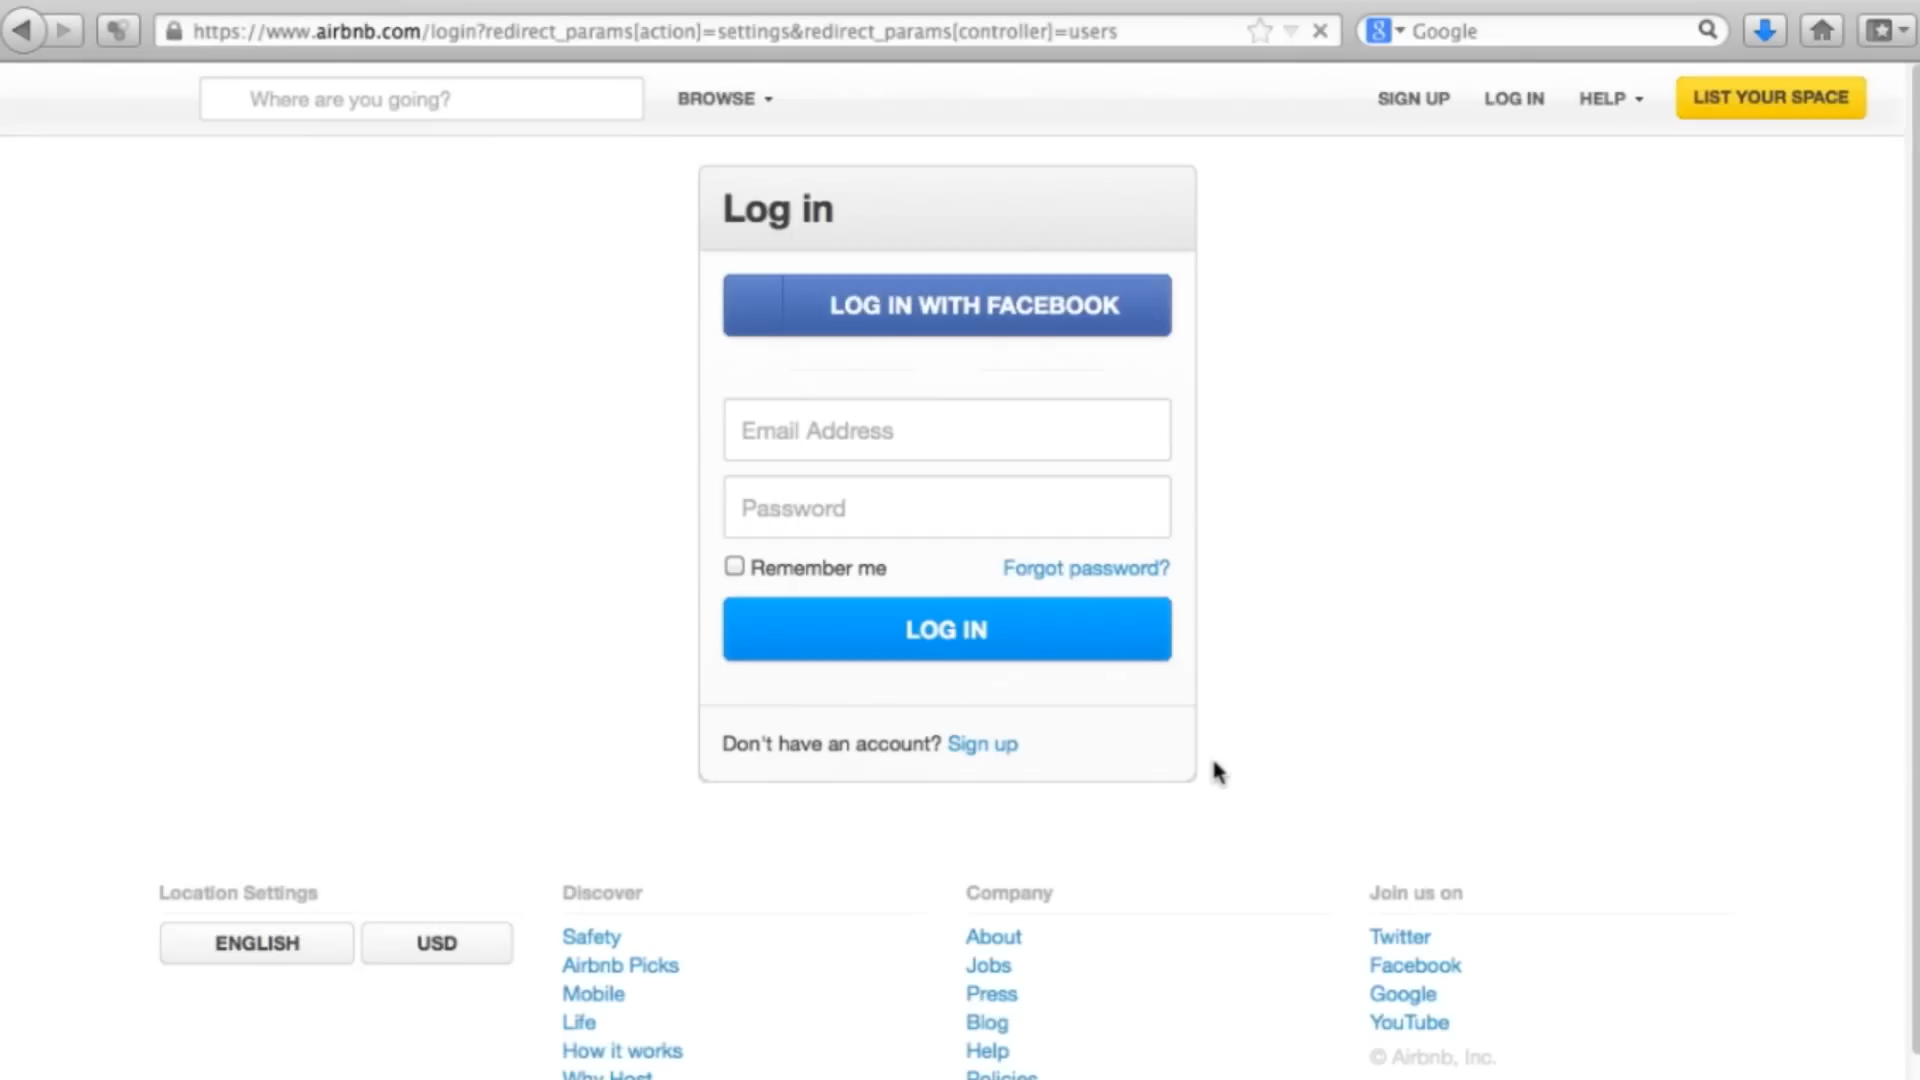 https://www.airbnb.com/login?redirect_params[action]=settings&redirect_params[controller]=users
Google
Where are you going?
BROWSE
SIGN UP
LOG IN
HELP
LIST YOUR SPACE
Log in
LOG IN WITH FACEBOOK
Email Address
Password
Remember me
Forgot password?
LOG IN
Don't have an account? Sign up
Location Settings
ENGLISH
USD
Discover
Safety
Airbnb Picks
Mobile
Life
How it works
Why Host
Company
About
Jobs
Press
Blog
Help
Policies
Join us on
Twitter
Facebook
Google
YouTube
© Airbnb, Inc.